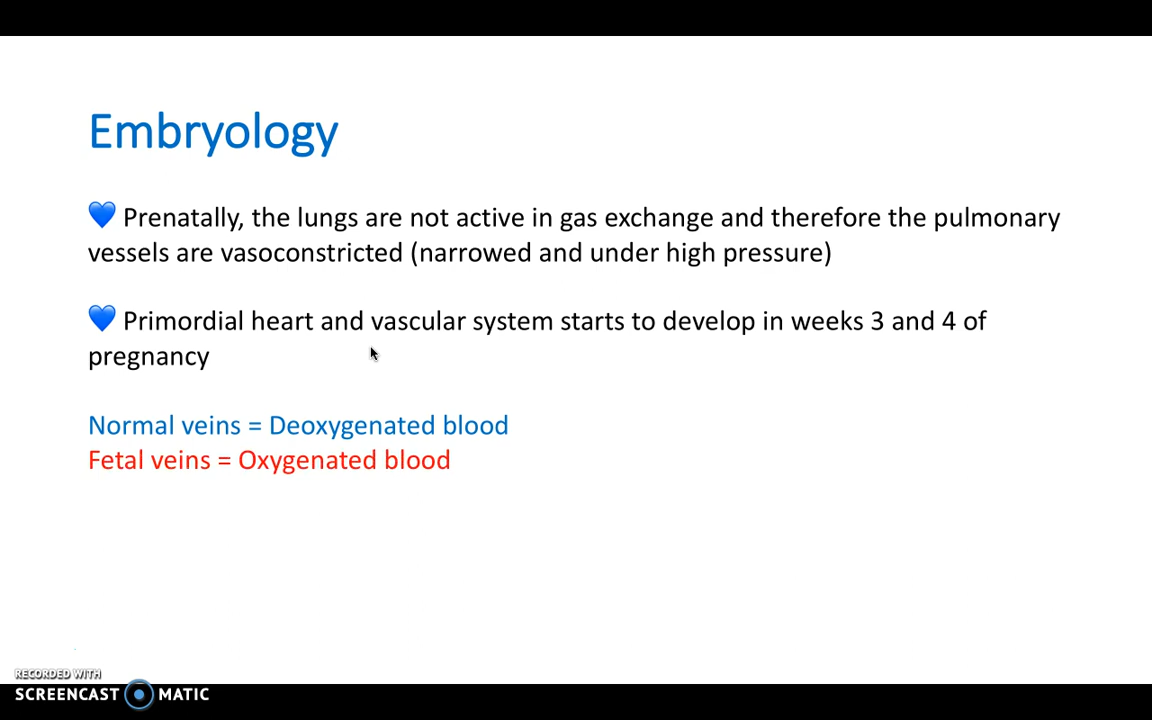 Embryology
💙 Prenatally, the lungs are not active in gas exchange and therefore the pulmonary
vessels are vasoconstricted (narrowed and under high pressure)
💙 Primordial heart and vascular system starts to develop in weeks 3 and 4 of
pregnancy
Normal veins = Deoxygenated blood
Fetal veins = Oxygenated blood
RECORDED WITH
SCREENCAST MATIC